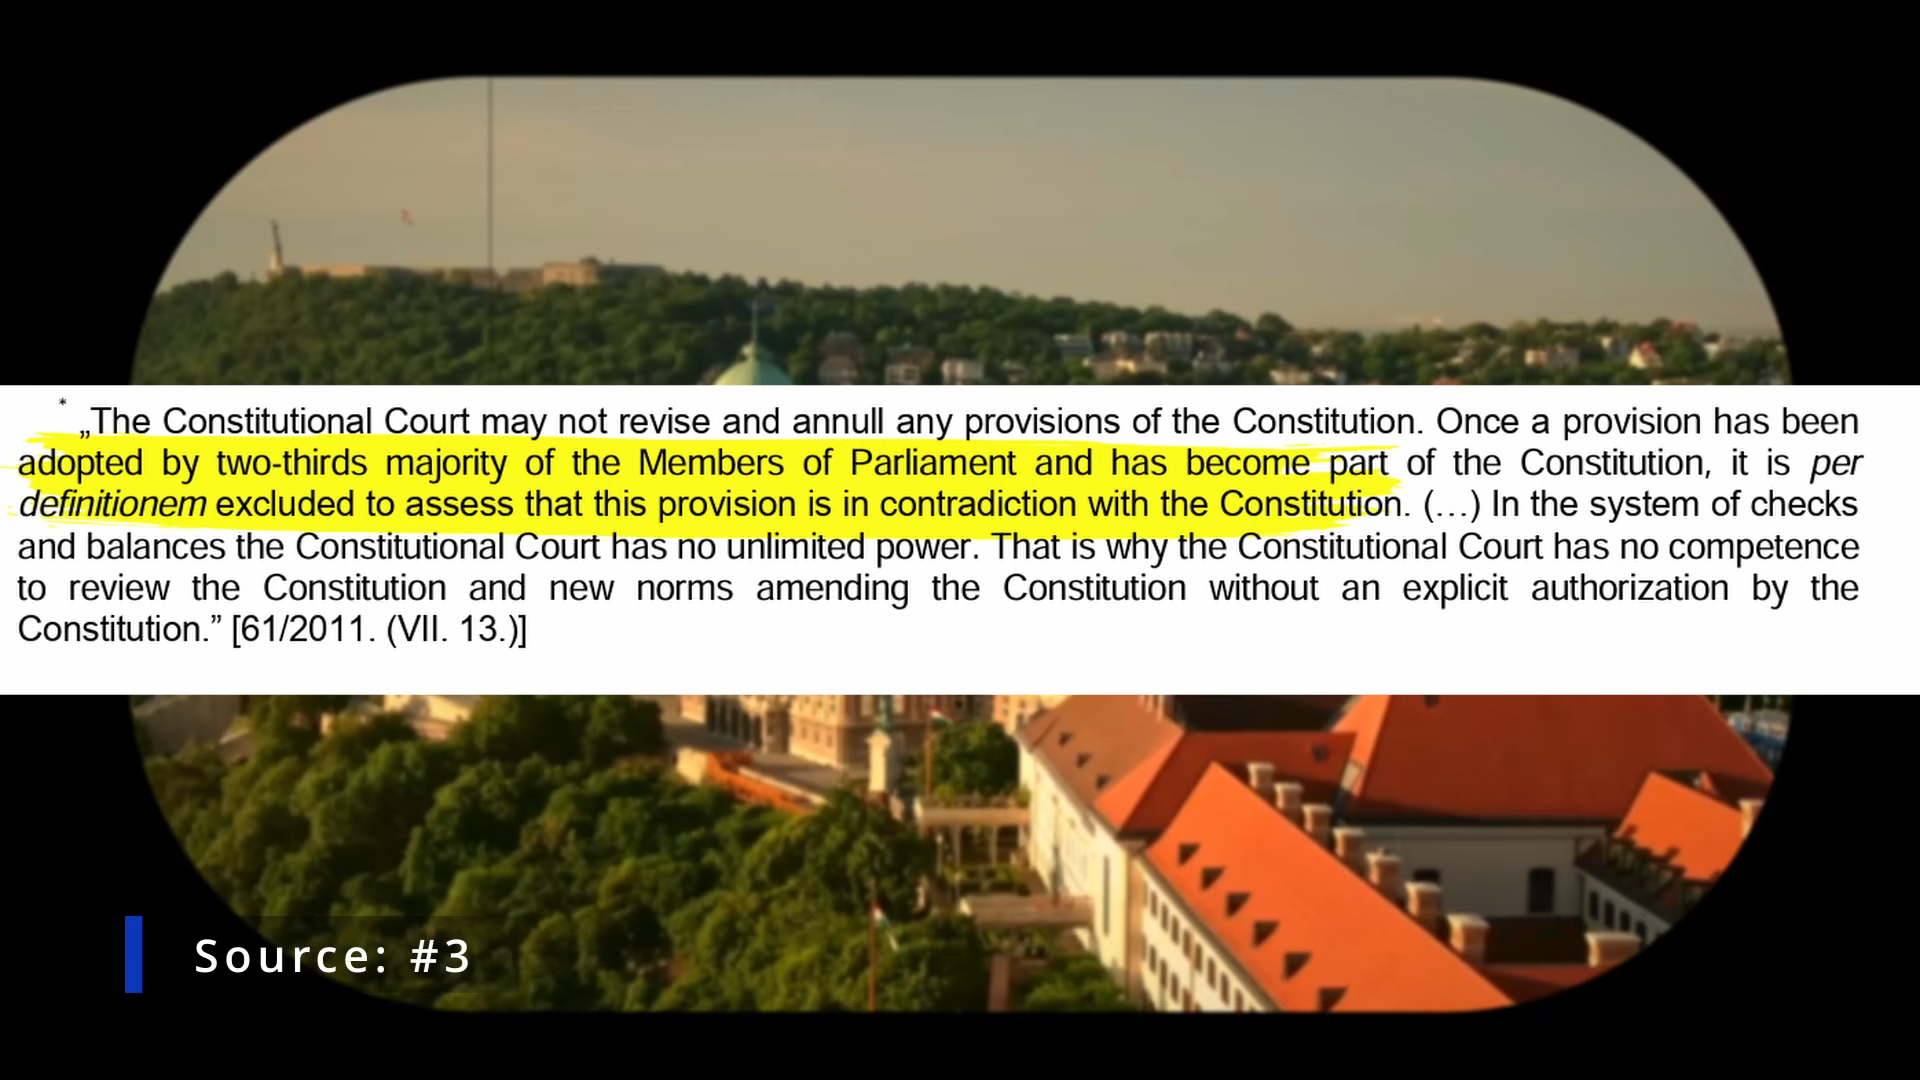 * „The Constitutional Court may not revise and annull any provisions of the Constitution. Once a provision has been
adopted by two-thirds majority of the Members of Parliament and has become part of the Constitution, it is per
definitionem excluded to assess that this provision is in contradiction with the Constitution. (…) In the system of checks
and balances the Constitutional Court has no unlimited power. That is why the Constitutional Court has no competence
to review the Constitution and new norms amending the Constitution without an explicit authorization by the
Constitution.” [61/2011. (VII. 13.)]
Source: #3